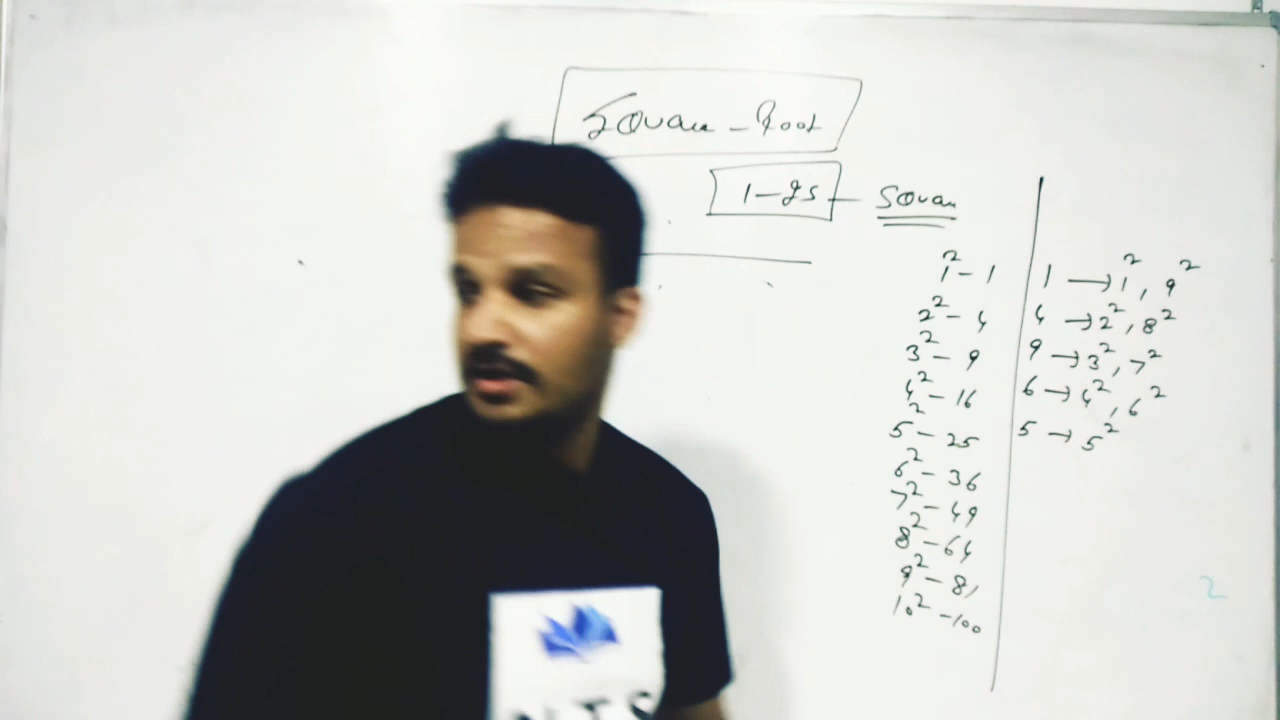 Square - Root
1-25 - Square
1² - 1
2² - 4
3² - 9
4² - 16
5² - 25
6² - 36
7² - 49
8² - 64
9² - 81
10² - 100
1 → 1², 9²
4 → 2², 8²
9 → 3², 7²
6 → 4², 6²
5 → 5²
2
NTS